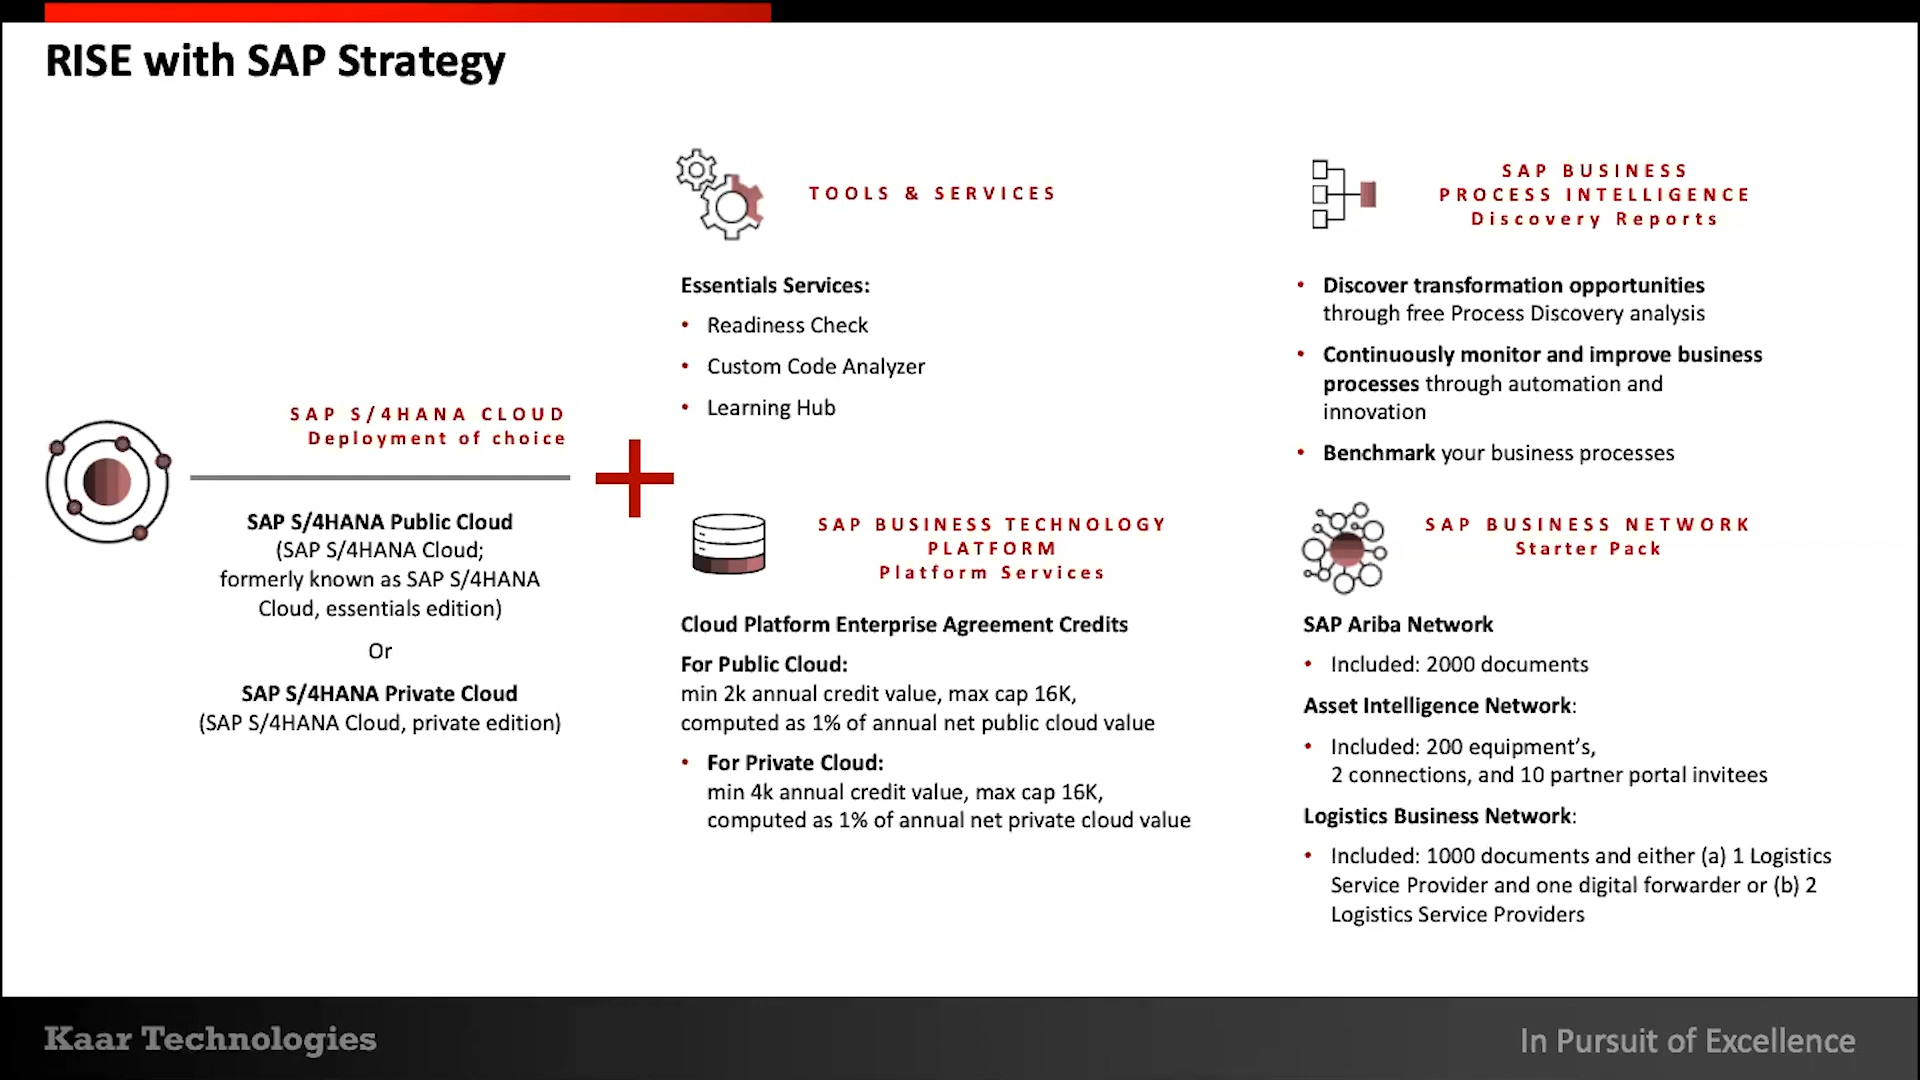 RISE with SAP Strategy
SAP S/4HANA CLOUD
Deployment of choice
SAP S/4HANA Public Cloud
(SAP S/4HANA Cloud;
formerly known as SAP S/4HANA
Cloud, essentials edition)
Or
SAP S/4HANA Private Cloud
(SAP S/4HANA Cloud, private edition)
TOOLS & SERVICES
Essentials Services:
• Readiness Check
• Custom Code Analyzer
• Learning Hub
SAP BUSINESS
PROCESS INTELLIGENCE
Discovery Reports
• Discover transformation opportunities
through free Process Discovery analysis
• Continuously monitor and improve business
processes through automation and
innovation
• Benchmark your business processes
SAP BUSINESS TECHNOLOGY
PLATFORM
Platform Services
Cloud Platform Enterprise Agreement Credits
For Public Cloud:
min 2k annual credit value, max cap 16K,
computed as 1% of annual net public cloud value
• For Private Cloud:
min 4k annual credit value, max cap 16K,
computed as 1% of annual net private cloud value
SAP BUSINESS NETWORK
Starter Pack
SAP Ariba Network
• Included: 2000 documents
Asset Intelligence Network:
• Included: 200 equipment's,
2 connections, and 10 partner portal invitees
Logistics Business Network:
• Included: 1000 documents and either (a) 1 Logistics
Service Provider and one digital forwarder or (b) 2
Logistics Service Providers
Kaar Technologies
In Pursuit of Excellence